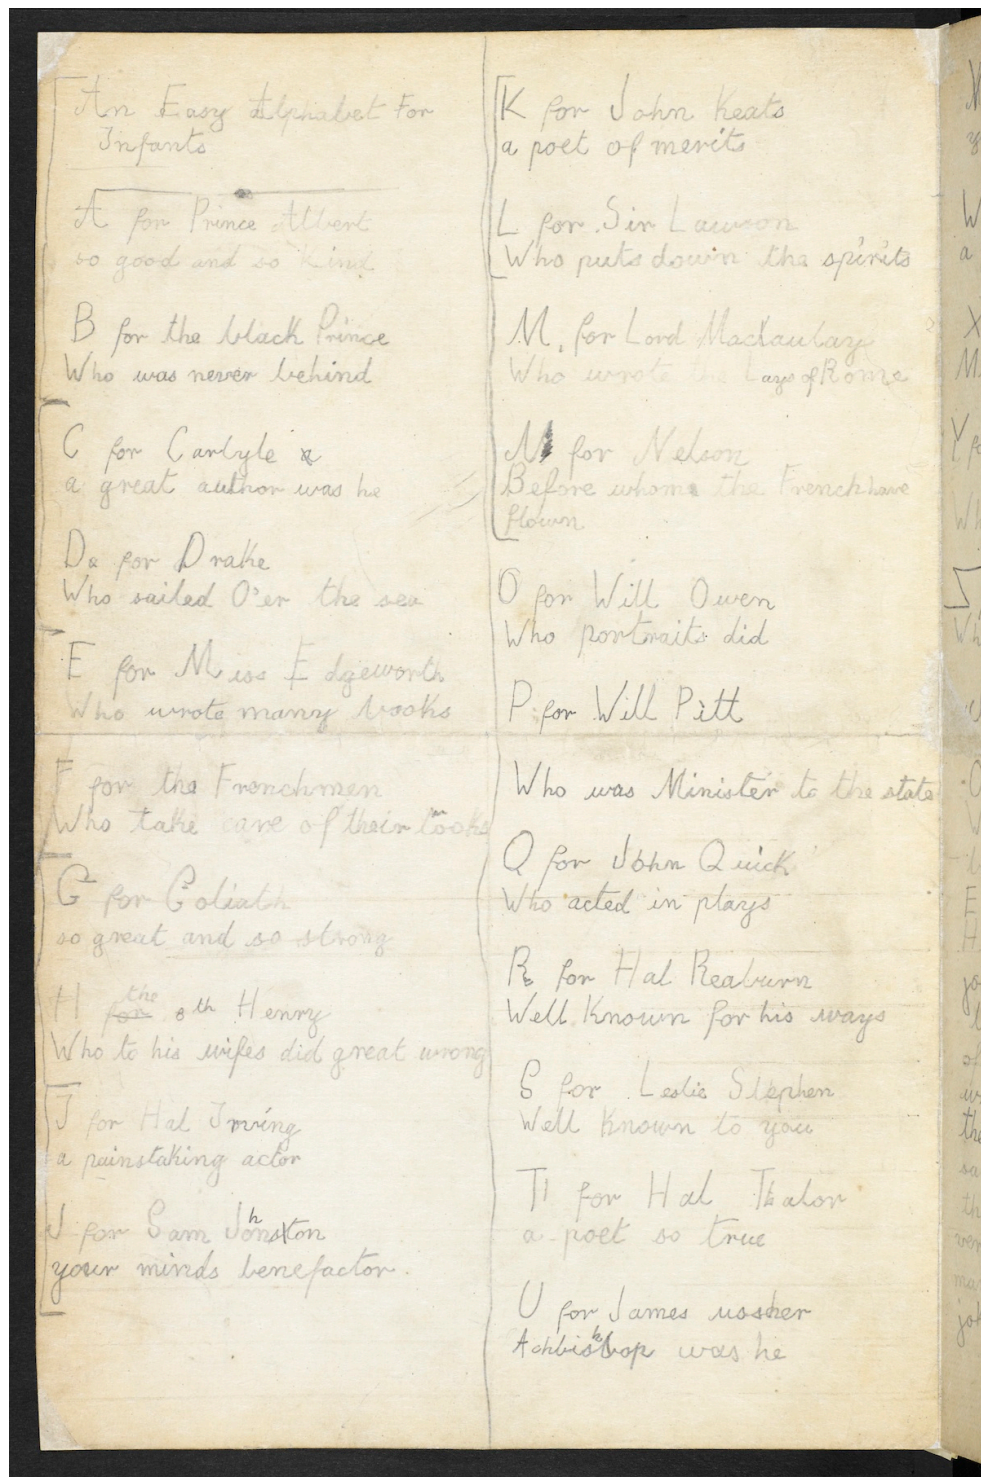 An Easy Alphabet For
Infants
A for Prince Albert
so good and so Kind
B for the black Prince
Who was never behind
C for Carlyle
a great author was he
D for Drake
Who sailed O'er the sea
E for Miss Edgeworth
Who wrote many books
F for the Frenchmen
Who take care of their looks
G for Goliath
so great and so strong
H for the 8th Henry
Who to his wifes did great wrong
I for Hal Irving
a painstaking actor
J for Sam Jonhston
your minds benefactor.
K for John Keats
a poet of merits
L for Sir Lawson
Who puts down the spirits
M. for Lord Macaulay
Who wrote the Lays of Rome
N for Nelson
Before whom the French have
flown
O for Will Owen
Who portraits did
P for Will Pitt
Who was Minister to the state
Q for John Quick
Who acted in plays
R for Hal Reaburn
Well Known for his ways
S for Leslie Stephen
Well Known to you
T for Hal
a poet so true
U for James ussher
Achbishop was he